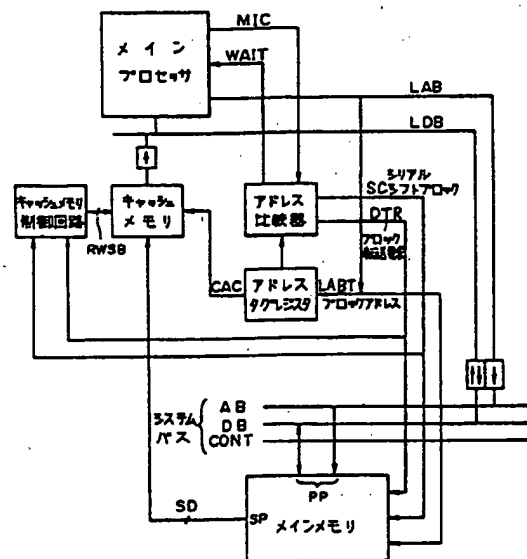 メイン
プロセッサ
MIC
WAIT
LAB
LDB
キャッシュメモリ
制御回路
RWSB
キャッシュ
メモリ
アドレス
比較器
シリアル
SC シフトブロック
DTR
ブロック
CAC
アドレス
タグレジスタ
LABT
ブロックアドレス
システム
バス
AB
DB
CONT
PP
SD
SP
メインメモリ